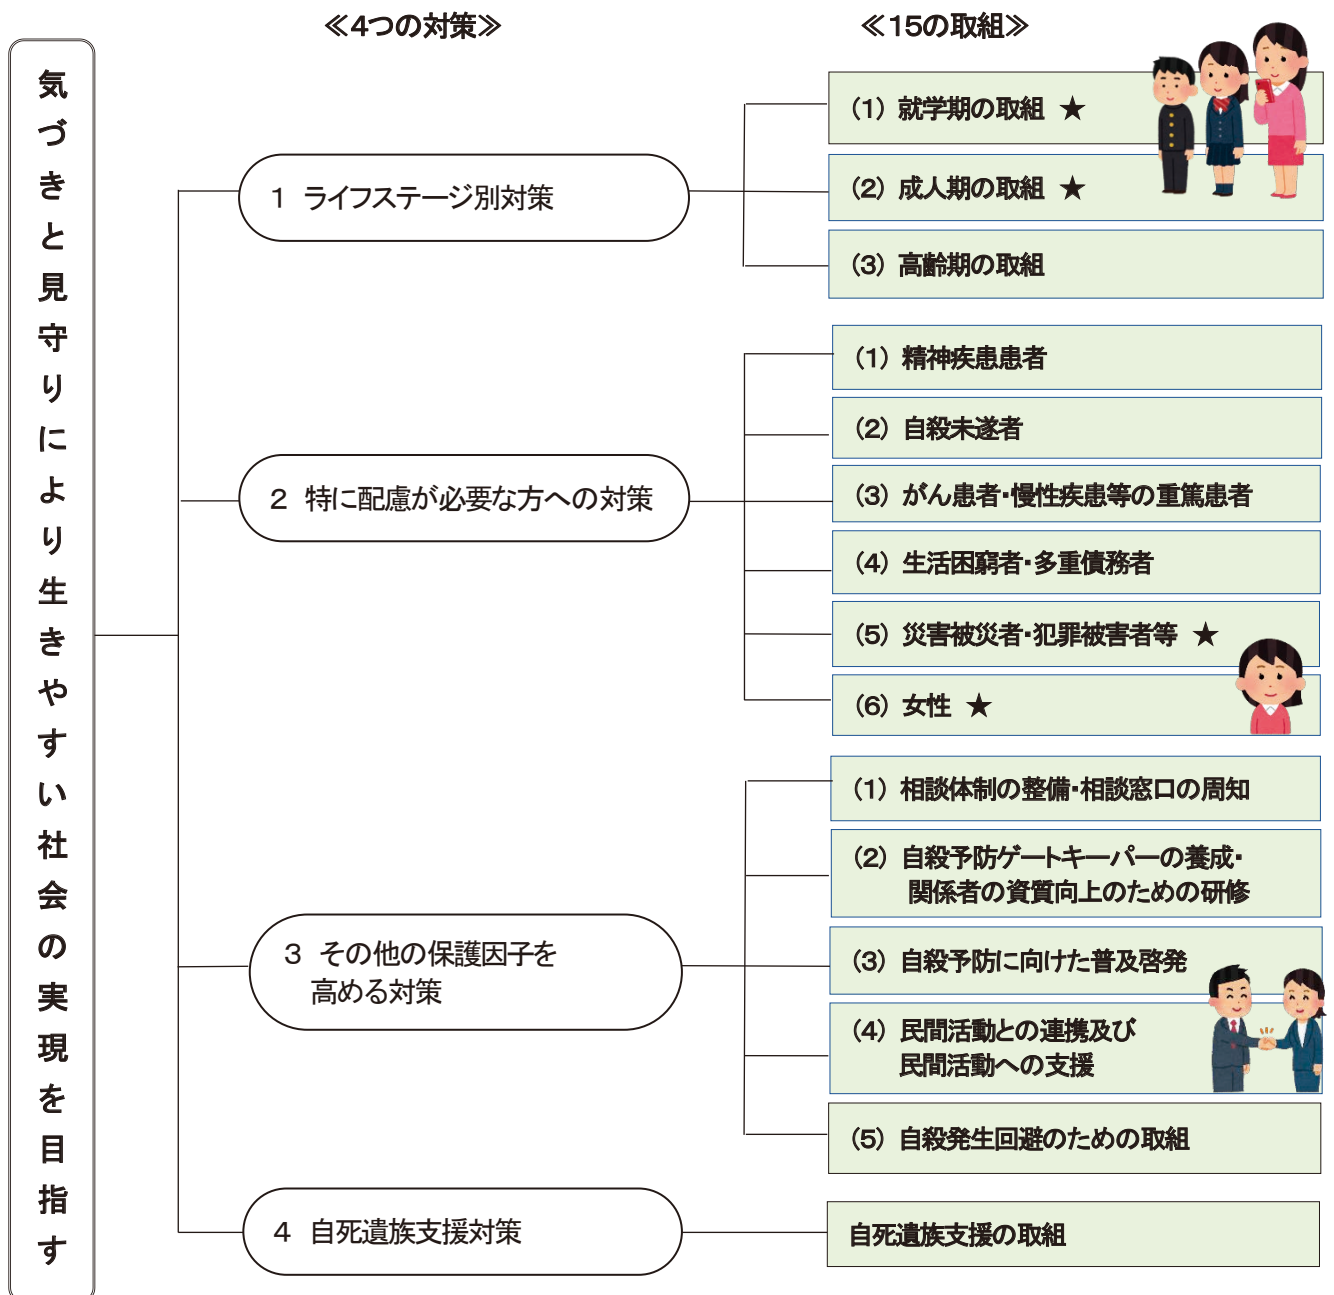 ≪4つの対策≫
≪15の取組≫
気づきと見守りにより生きやすい社会の実現を目指す
1 ライフステージ別対策
(1) 就学期の取組 ★
(2) 成人期の取組 ★
(3) 高齢期の取組
2 特に配慮が必要な方への対策
(1) 精神疾患患者
(2) 自殺未遂者
(3) がん患者・慢性疾患等の重篤患者
(4) 生活困窮者・多重債務者
(5) 災害被災者・犯罪被害者等 ★
(6) 女性 ★
3 その他の保護因子を
高める対策
(1) 相談体制の整備・相談窓口の周知
(2) 自殺予防ゲートキーパーの養成・
関係者の資質向上のための研修
(3) 自殺予防に向けた普及啓発
(4) 民間活動との連携及び
民間活動への支援
(5) 自殺発生回避のための取組
4 自死遺族支援対策
自死遺族支援の取組